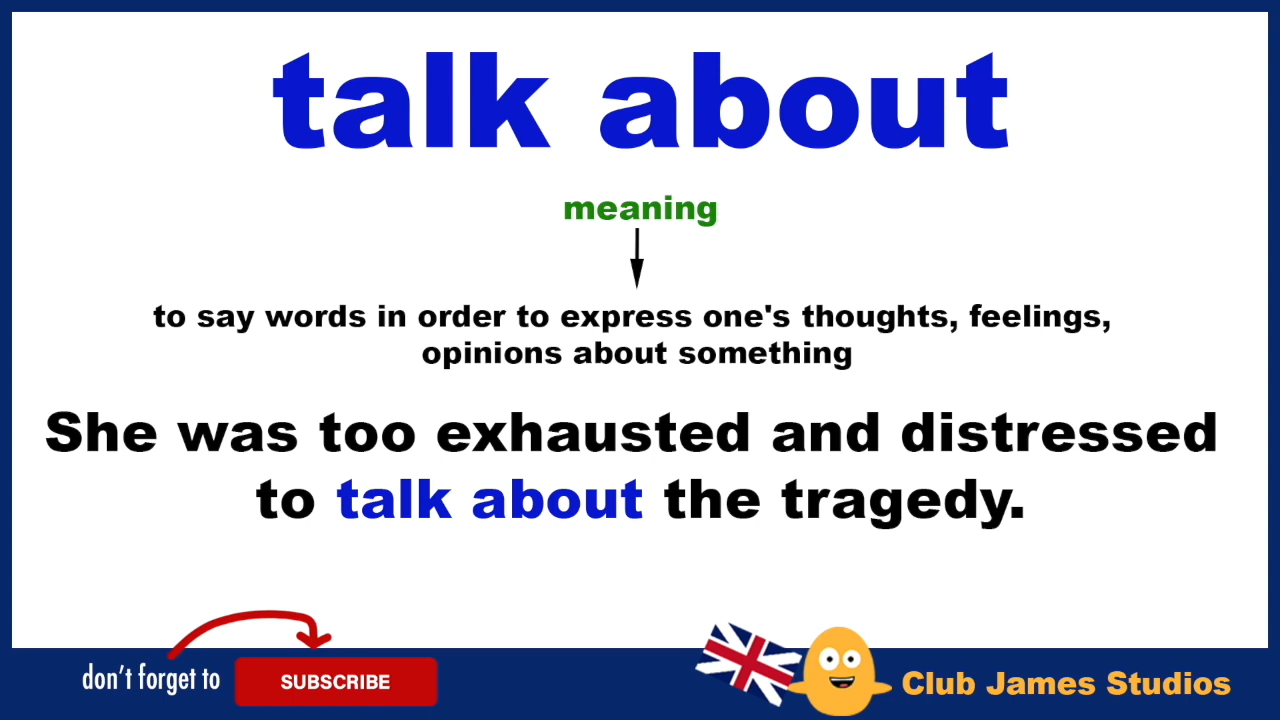 talk about
meaning
to say words in order to express one's thoughts, feelings,
opinions about something
She was too exhausted and distressed
to talk about the tragedy.
don't forget to
SUBSCRIBE
Club James Studios